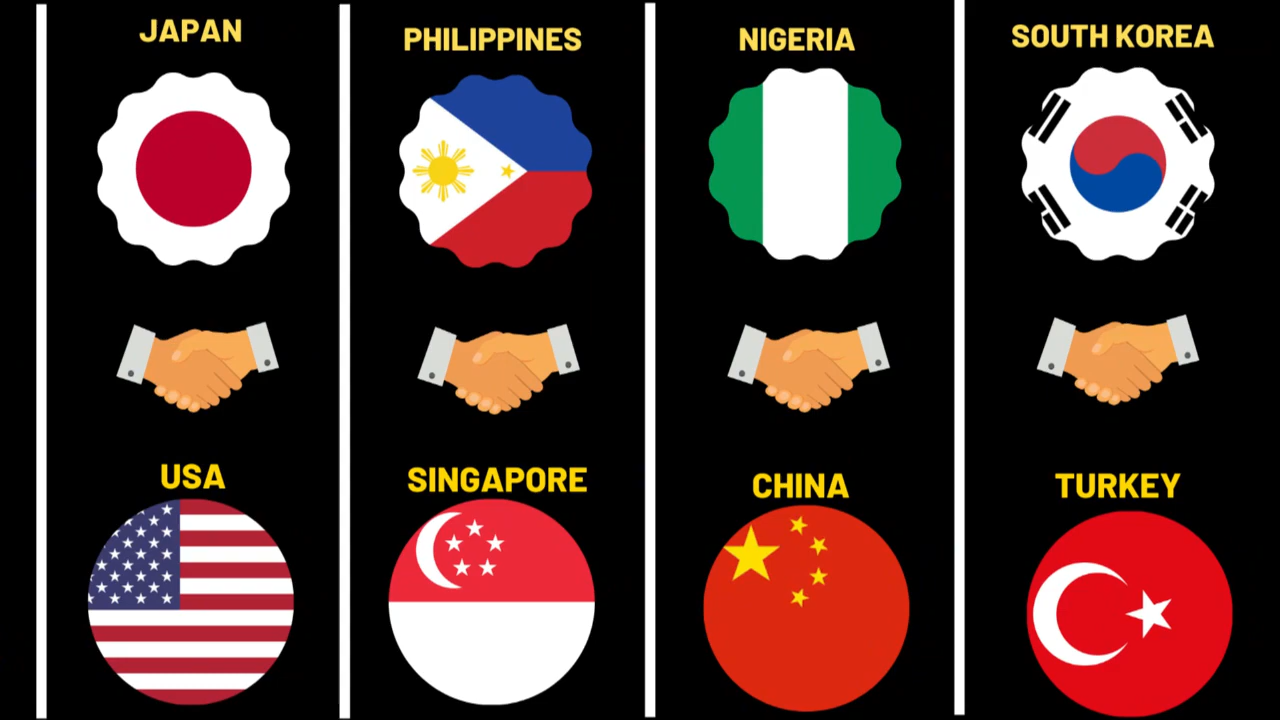 JAPAN
PHILIPPINES
NIGERIA
SOUTH KOREA
USA
SINGAPORE
CHINA
TURKEY